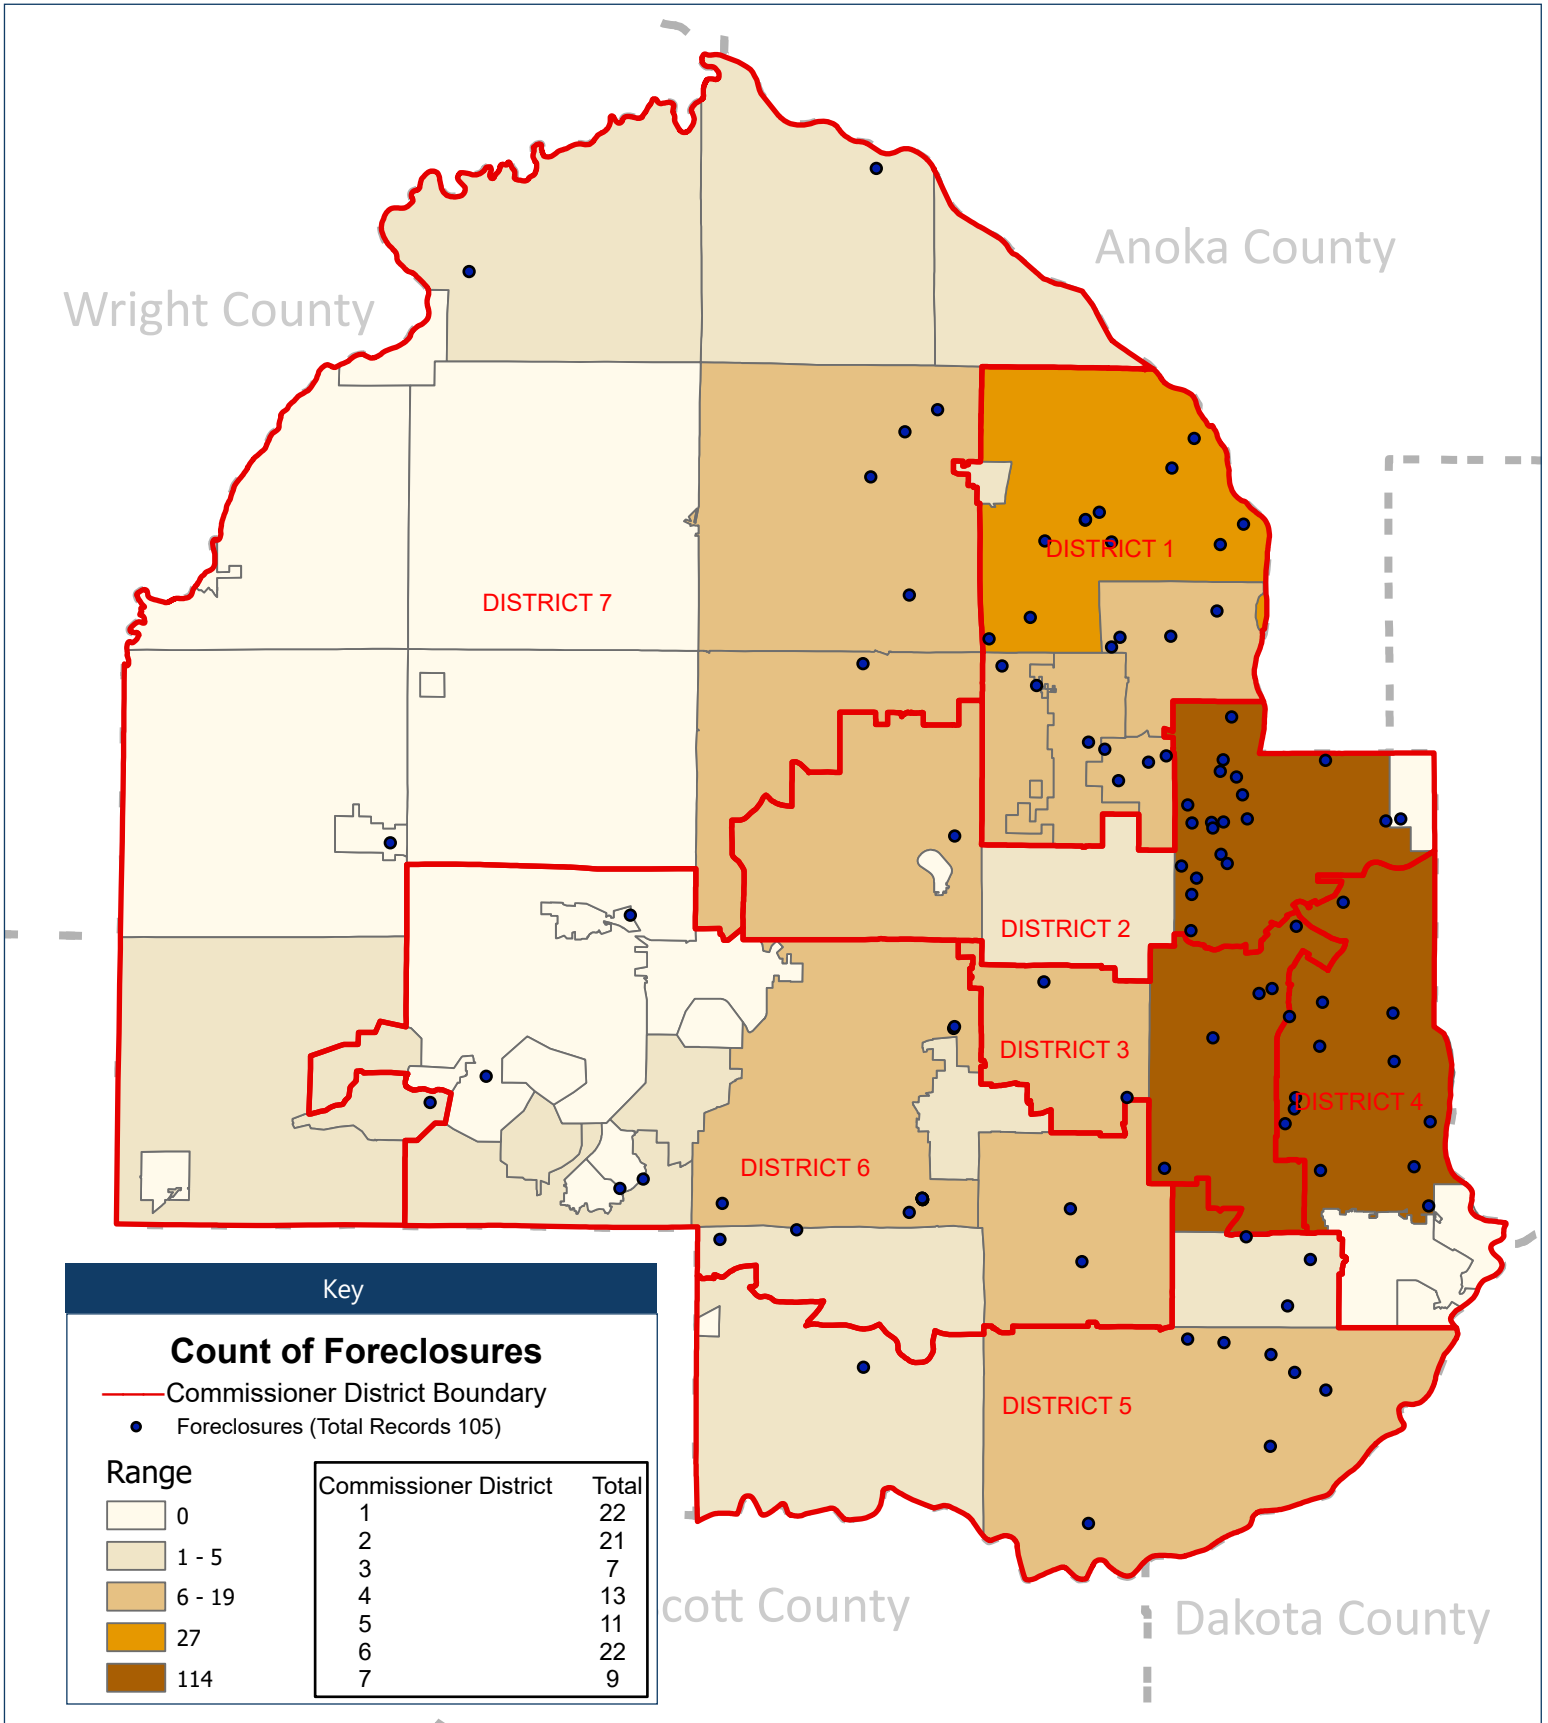 Anoka County
Wright County
DISTRICT 1
DISTRICT 7
DISTRICT 2
DISTRICT 3
DISTRICT 4
DISTRICT 6
DISTRICT 5
Key
Count of Foreclosures
Commissioner District Boundary
Foreclosures (Total Records 105)
Range
0
1 - 5
6 - 19
27
114
Commissioner District Total
1 22
2 21
3 7
4 13
5 11
6 22
7 9
cott County
Dakota County